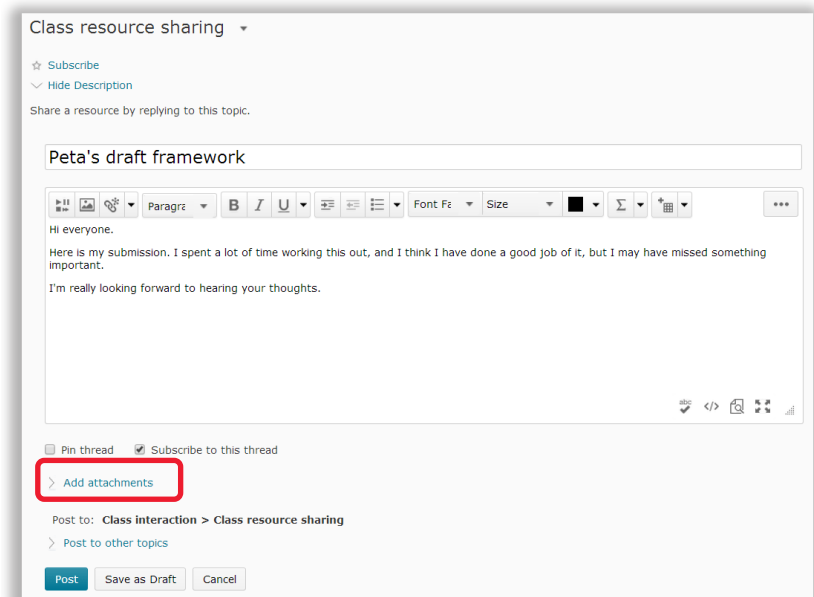 Class resource sharing
Subscribe
Hide Description
Share a resource by replying to this topic.
Peta's draft framework
Paragra B I U Font Fa Size Σ
Hi everyone.
Here is my submission. I spent a lot of time working this out, and I think I have done a good job of it, but I may have missed something
important.
I'm really looking forward to hearing your thoughts.
abc </>
Pin thread Subscribe to this thread
Add attachments
Post to: Class interaction > Class resource sharing
Post to other topics
Post Save as Draft Cancel